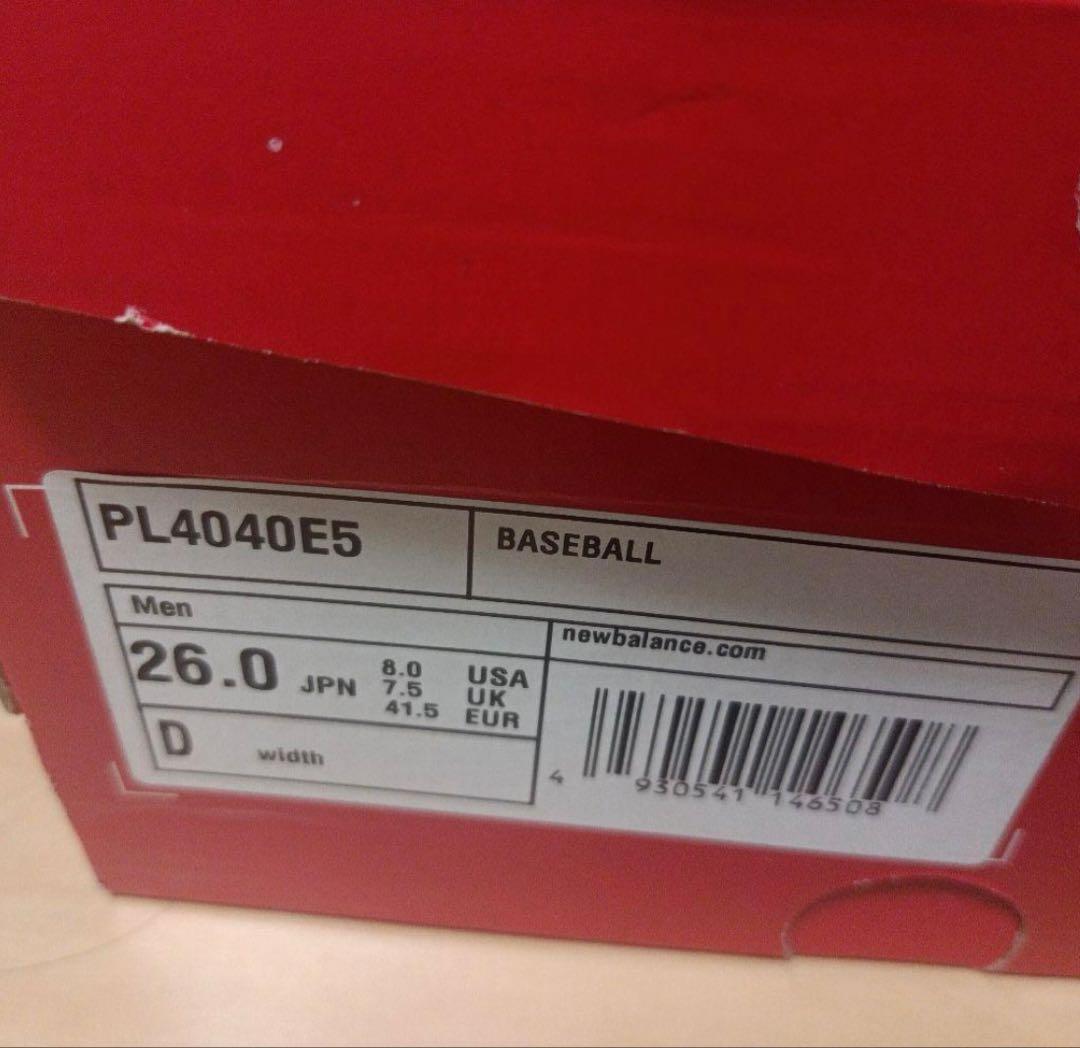 PL4040E5
BASEBALL
Men
newbalance.com
26.0 JPN
8.0 USA
7.5 UK
41.5 EUR
D width
4 930541 146508